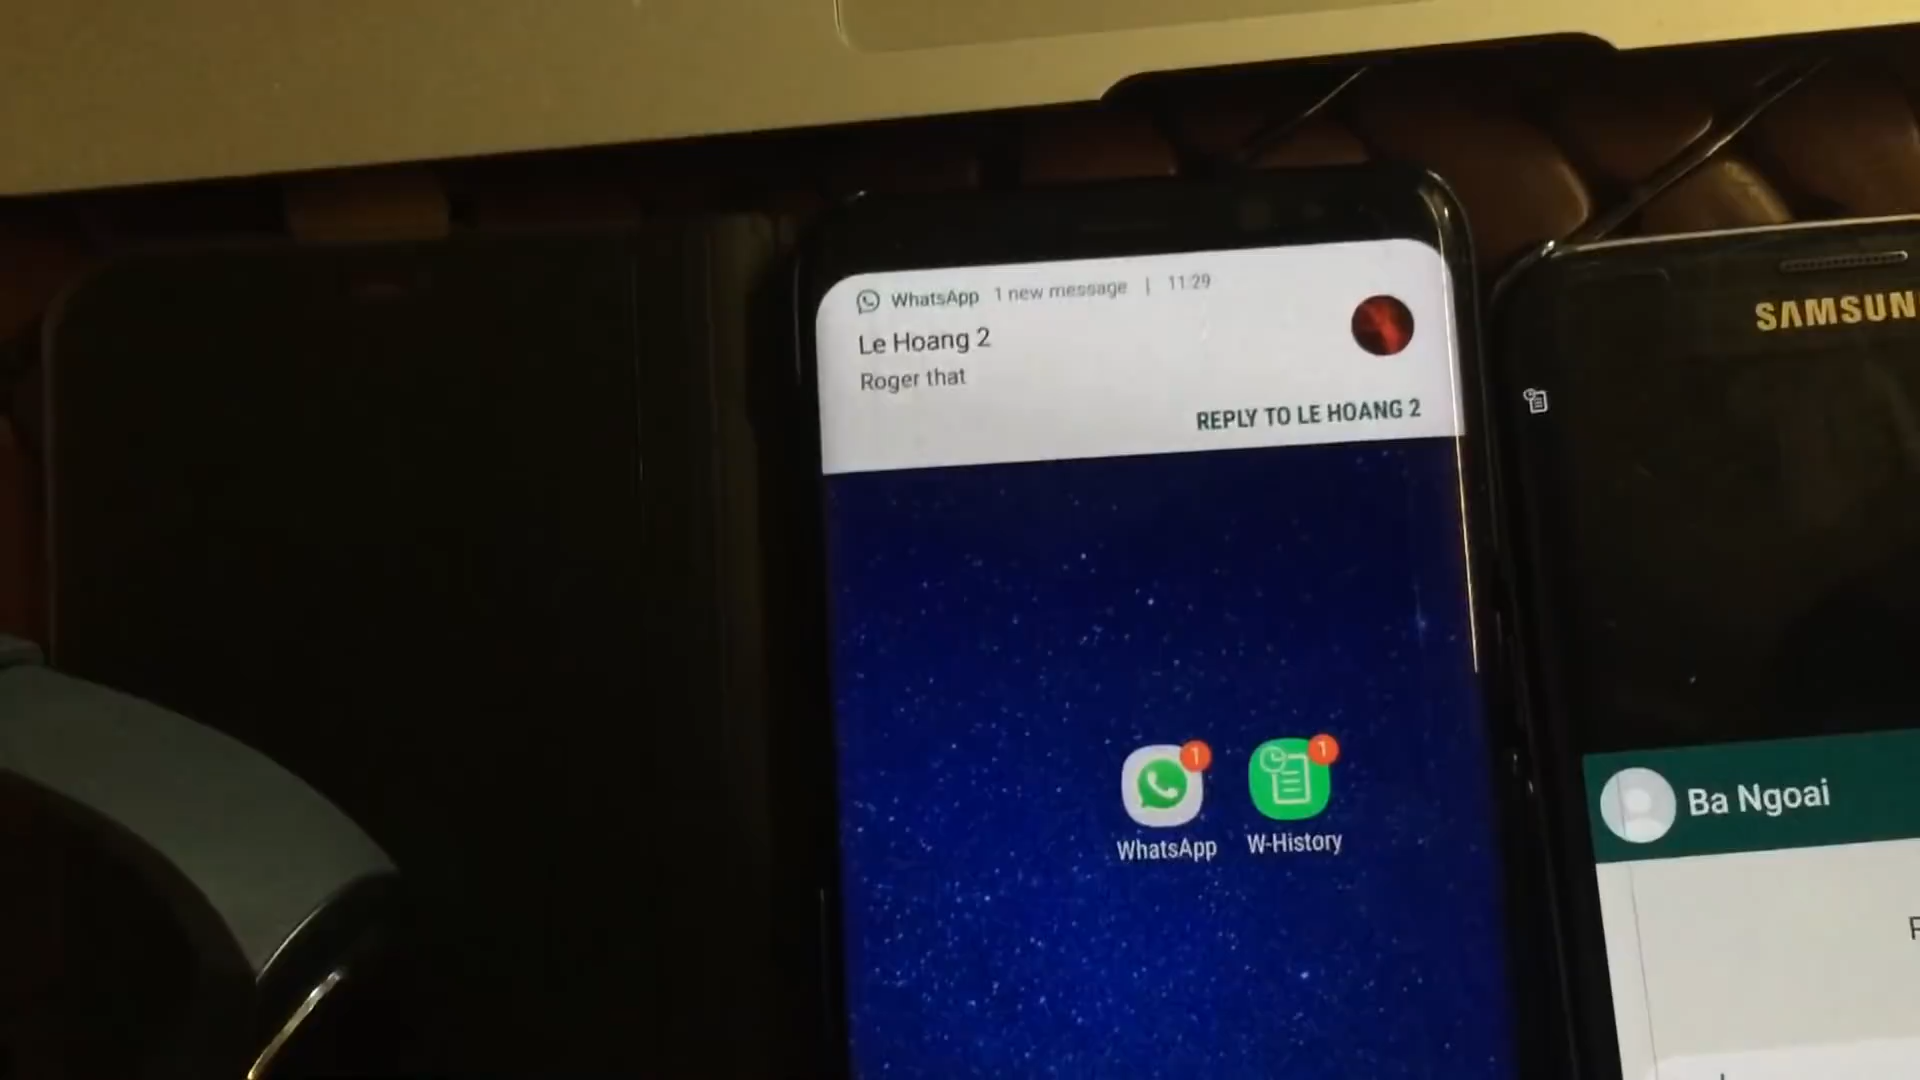 WhatsApp 1 new message | 11:29
Le Hoang 2
Roger that
REPLY TO LE HOANG 2
1
1
WhatsApp
W-History
SAMSUN
Ba Ngoai